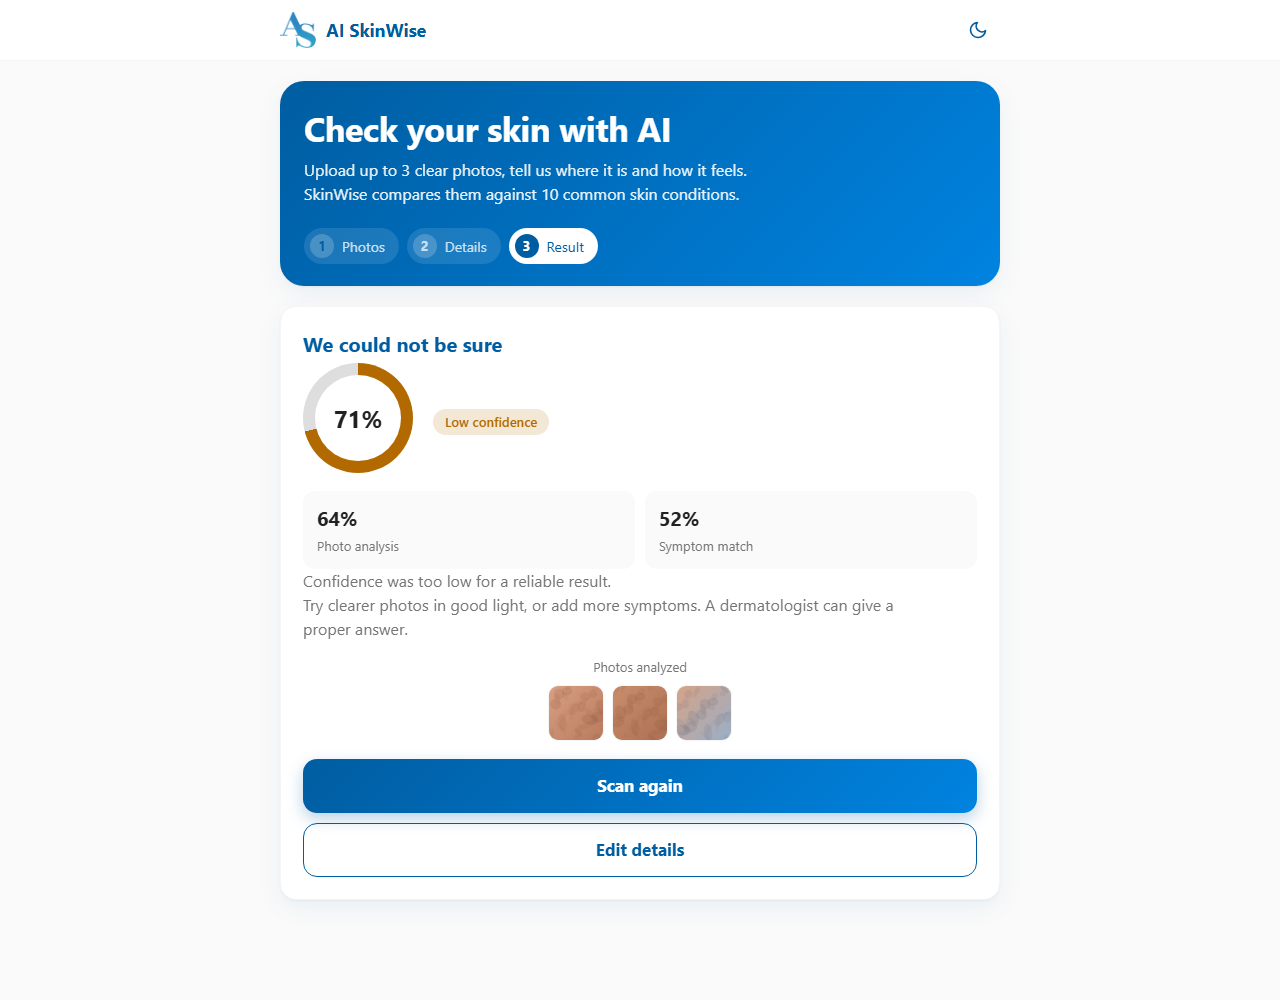 AS
AI SkinWise
Check your skin with AI
Upload up to 3 clear photos, tell us where it is and how it feels.
SkinWise compares them against 10 common skin conditions.
1 Photos
2 Details
3 Result
We could not be sure
71%
Low confidence
64%
Photo analysis
52%
Symptom match
Confidence was too low for a reliable result.
Try clearer photos in good light, or add more symptoms. A dermatologist can give a
proper answer.
Photos analyzed
Scan again
Edit details